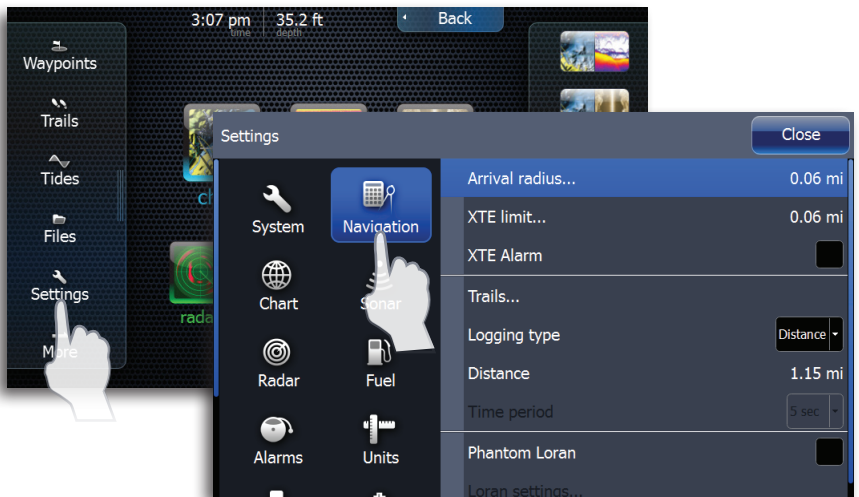 3:07 pm
time
35.2 ft
depth
Back
Waypoints
Trails
Tides
Files
Settings
More
ch
rada
Settings
Close
System
Navigation
Chart
Sonar
Radar
Fuel
Alarms
Units
Arrival radius... 0.06 mi
XTE limit... 0.06 mi
XTE Alarm
Trails...
Logging type Distance
Distance 1.15 mi
Time period 5 sec
Phantom Loran
Loran settings...